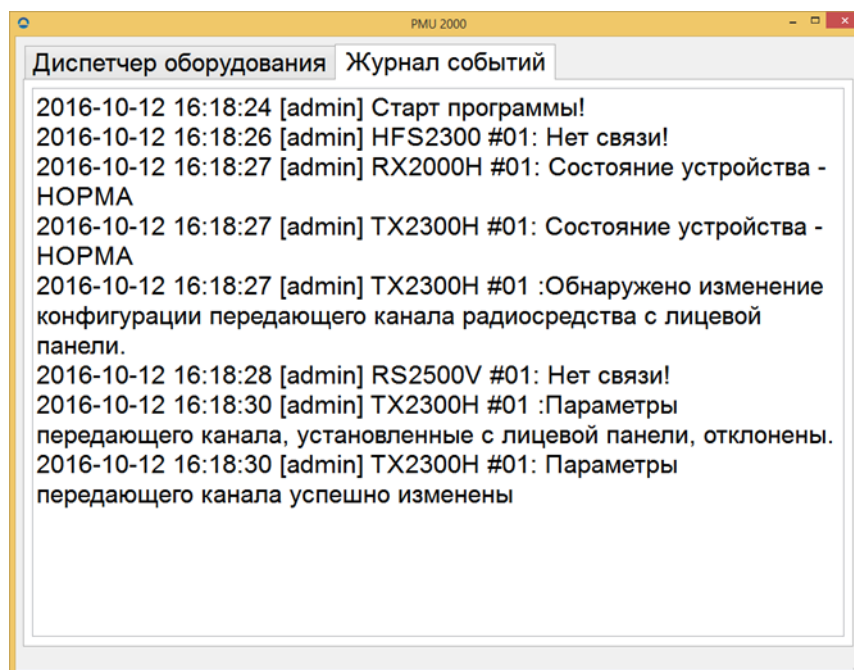 PMU 2000
Диспетчер оборудования Журнал событий
2016-10-12 16:18:24 [admin] Старт программы!
2016-10-12 16:18:26 [admin] HFS2300 #01: Нет связи!
2016-10-12 16:18:27 [admin] RX2000H #01: Состояние устройства -
НОРМА
2016-10-12 16:18:27 [admin] TX2300H #01: Состояние устройства -
НОРМА
2016-10-12 16:18:27 [admin] TX2300H #01 :Обнаружено изменение
конфигурации передающего канала радиосредства с лицевой
панели.
2016-10-12 16:18:28 [admin] RS2500V #01: Нет связи!
2016-10-12 16:18:30 [admin] TX2300H #01 :Параметры
передающего канала, установленные с лицевой панели, отклонены.
2016-10-12 16:18:30 [admin] TX2300H #01: Параметры
передающего канала успешно изменены